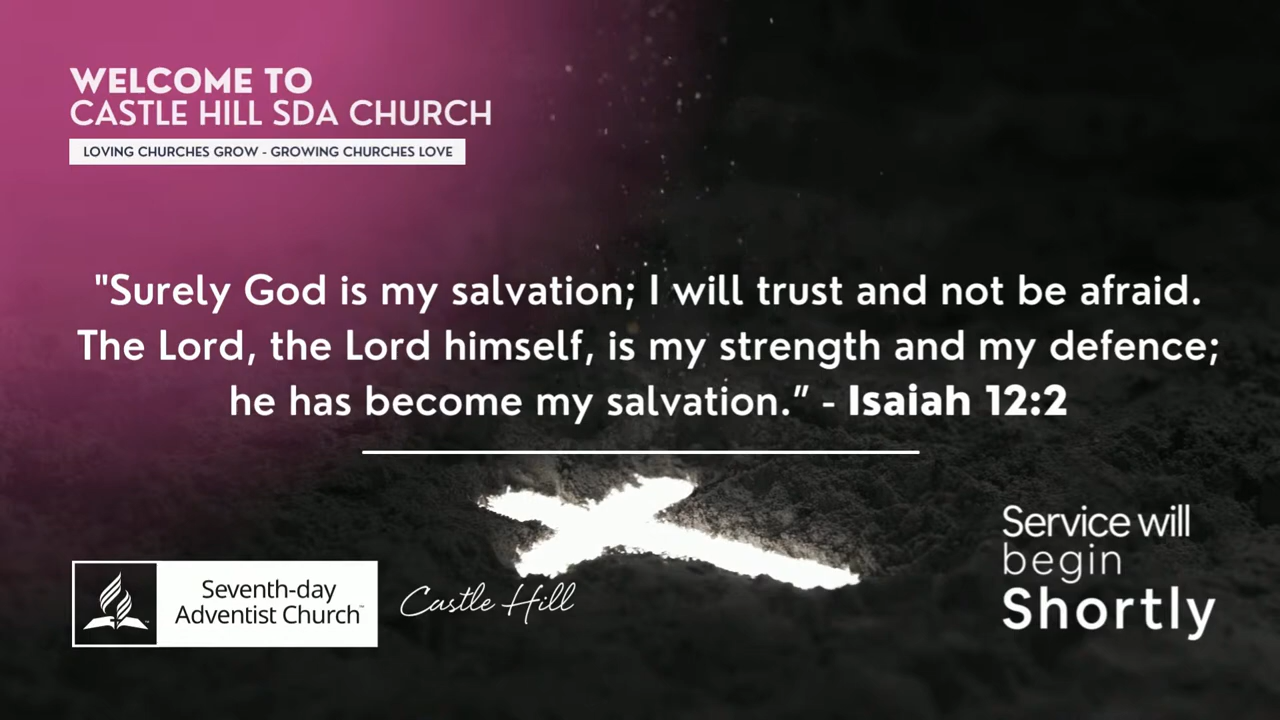 WELCOME TO
CASTLE HILL SDA CHURCH
LOVING CHURCHES GROW - GROWING CHURCHES LOVE
"Surely God is my salvation; I will trust and not be afraid.
The Lord, the Lord himself, is my strength and my defence;
he has become my salvation.” - Isaiah 12:2
Service will
begin
Shortly
Seventh-day
Adventist Church™
Castle Hill